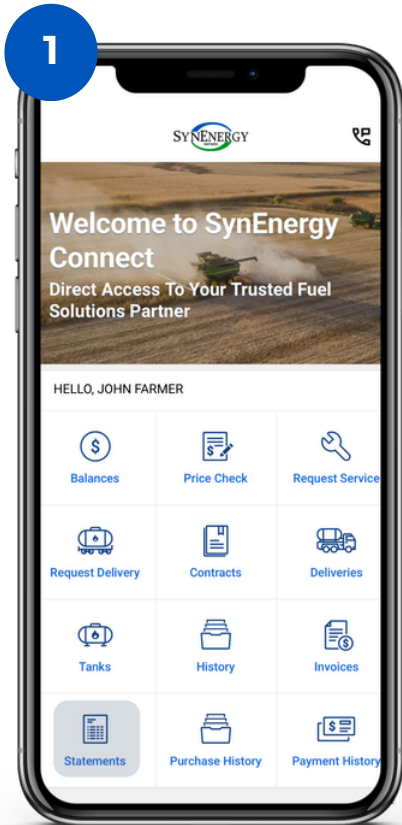 1
SYNENERGY
PARTNERS
Welcome to SynEnergy
Connect
Direct Access To Your Trusted Fuel
Solutions Partner
HELLO, JOHN FARMER
Balances
Price Check
Request Service
Request Delivery
Contracts
Deliveries
Tanks
History
Invoices
Statements
Purchase History
Payment History